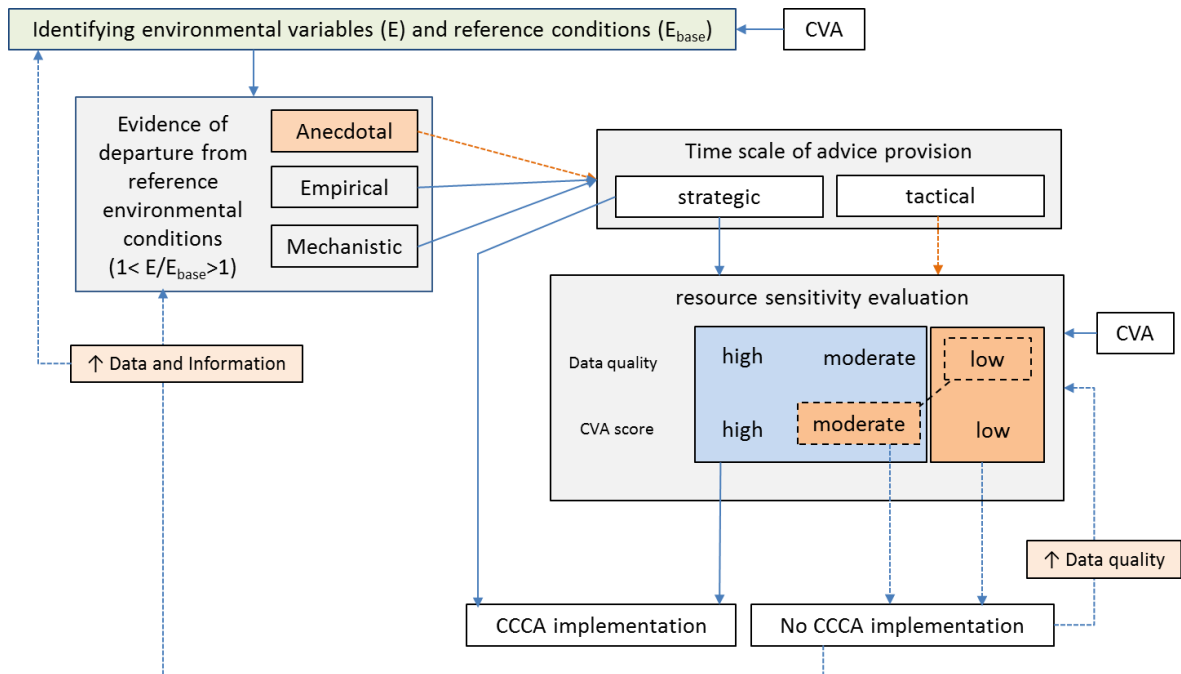 Identifying environmental variables (E) and reference conditions (Ebase)
CVA
Evidence of
departure from
reference
environmental
conditions
(1< E/Ebase>1)
Anecdotal
Empirical
Mechanistic
Time scale of advice provision
strategic
tactical
resource sensitivity evaluation
Data quality
high
moderate
low
CVA score
high
moderate
low
CVA
↑ Data and Information
↑ Data quality
CCCA implementation
No CCCA implementation